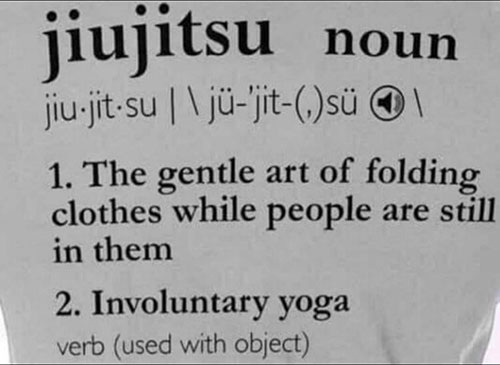 jiujitsu noun
jiu·jit·su | \ jü-'jit-(,)sü \
1. The gentle art of folding
clothes while people are still
in them
2. Involuntary yoga
verb (used with object)